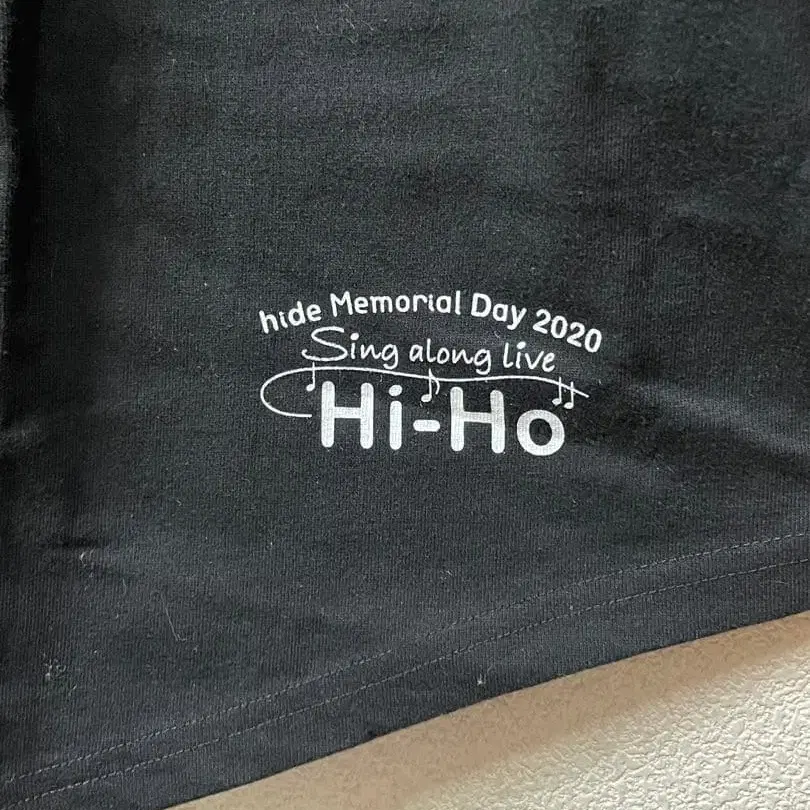 hide Memorial Day 2020
Sing along live
Hi-Ho